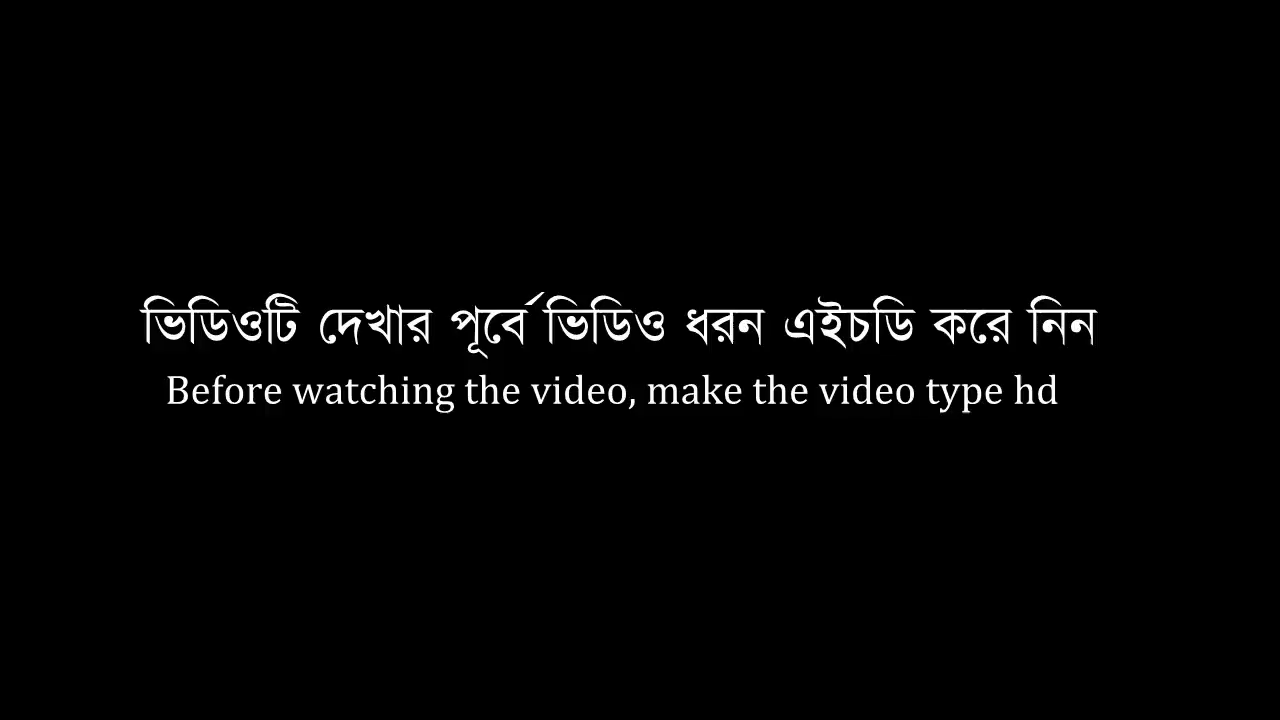 ভিডিওটি দেখার পূর্বে ভিডিও ধরন এইচডি করে নিন
Before watching the video, make the video type hd